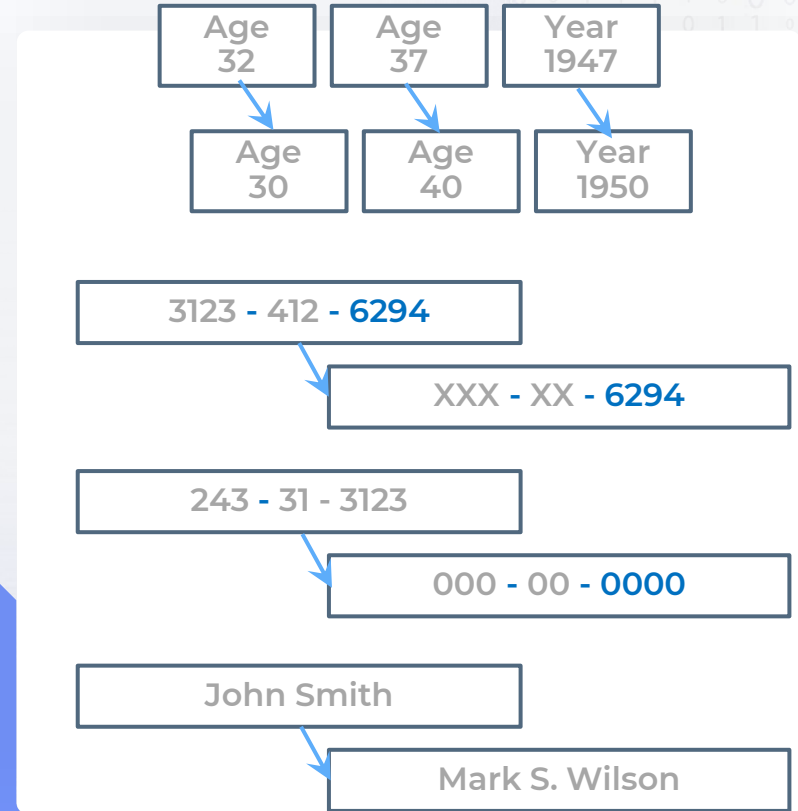 Age
32
Age
37
Year
1947
Age
30
Age
40
Year
1950
3123 - 412 - 6294
XXX - XX - 6294
243 - 31 - 3123
000 - 00 - 0000
John Smith
Mark S. Wilson